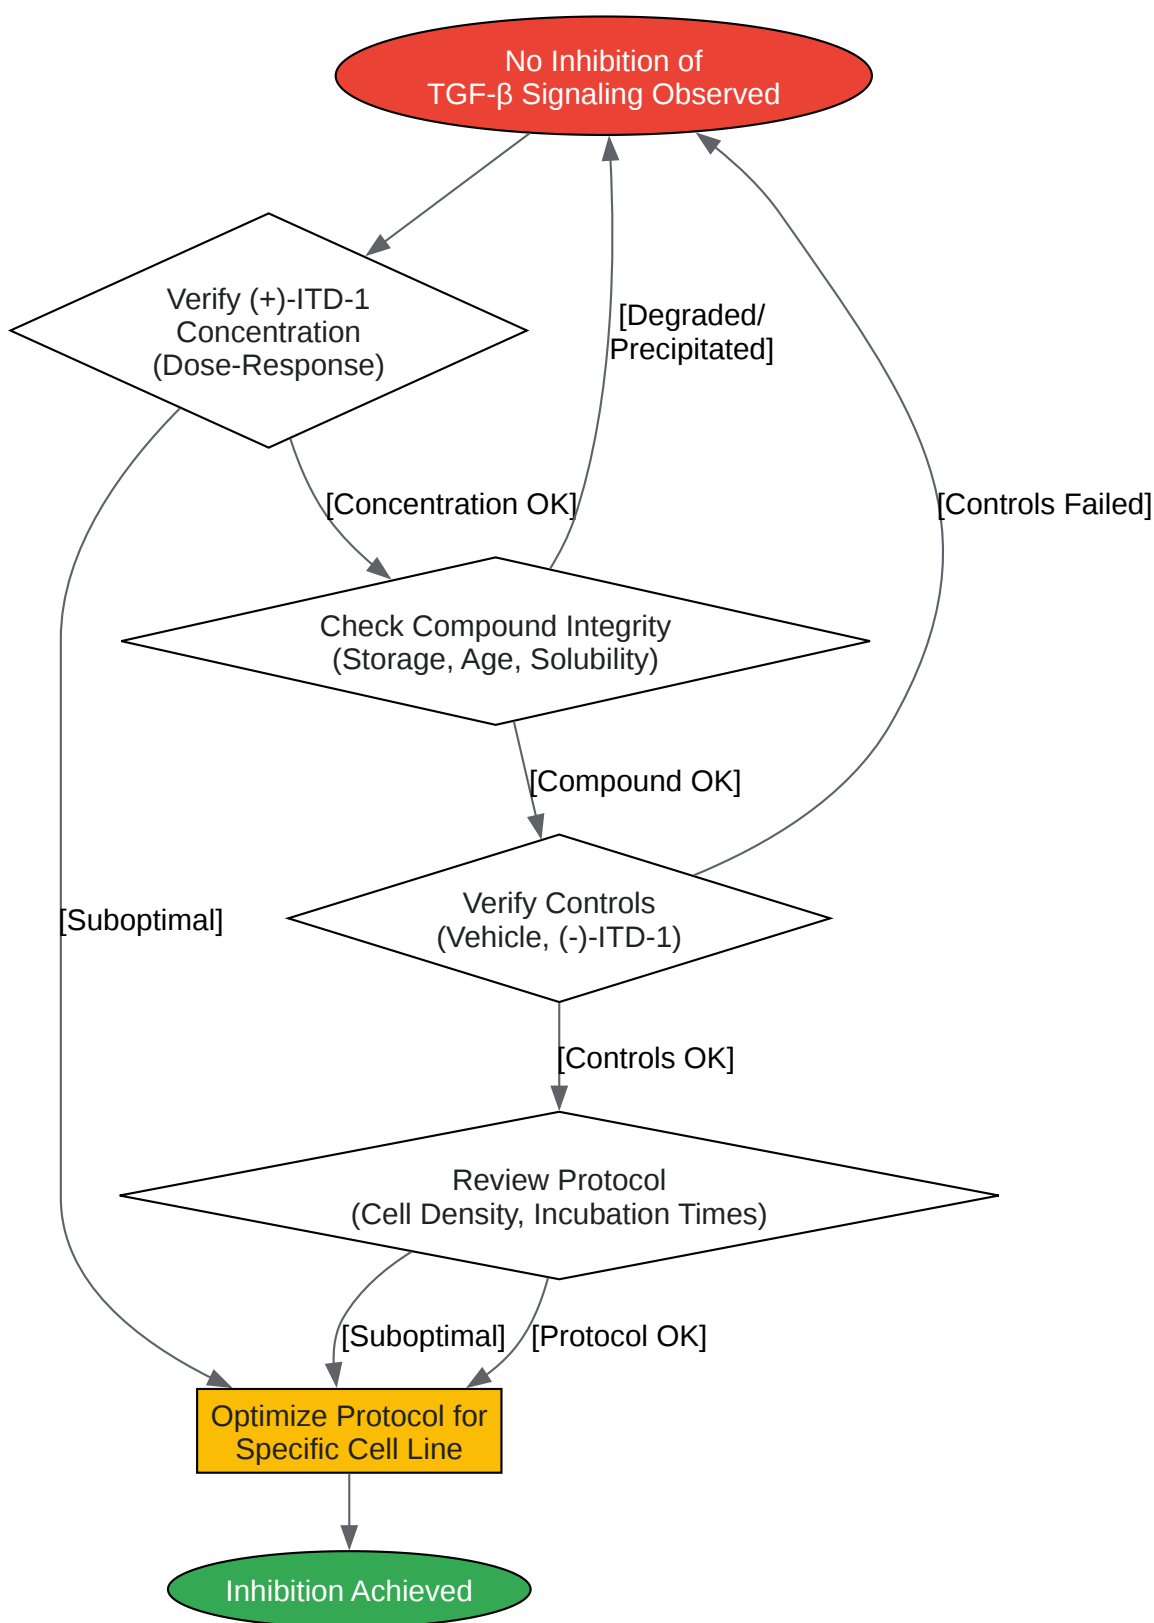 No Inhibition of
TGF-β Signaling Observed
Verify (+)-ITD-1
Concentration
(Dose-Response)
[Degraded/
Precipitated]
[Concentration OK]
[Controls Failed]
Check Compound Integrity
(Storage, Age, Solubility)
[Compound OK]
Verify Controls
(Vehicle, (-)-ITD-1)
[Suboptimal]
[Controls OK]
Review Protocol
(Cell Density, Incubation Times)
[Suboptimal]
[Protocol OK]
Optimize Protocol for
Specific Cell Line
Inhibition Achieved